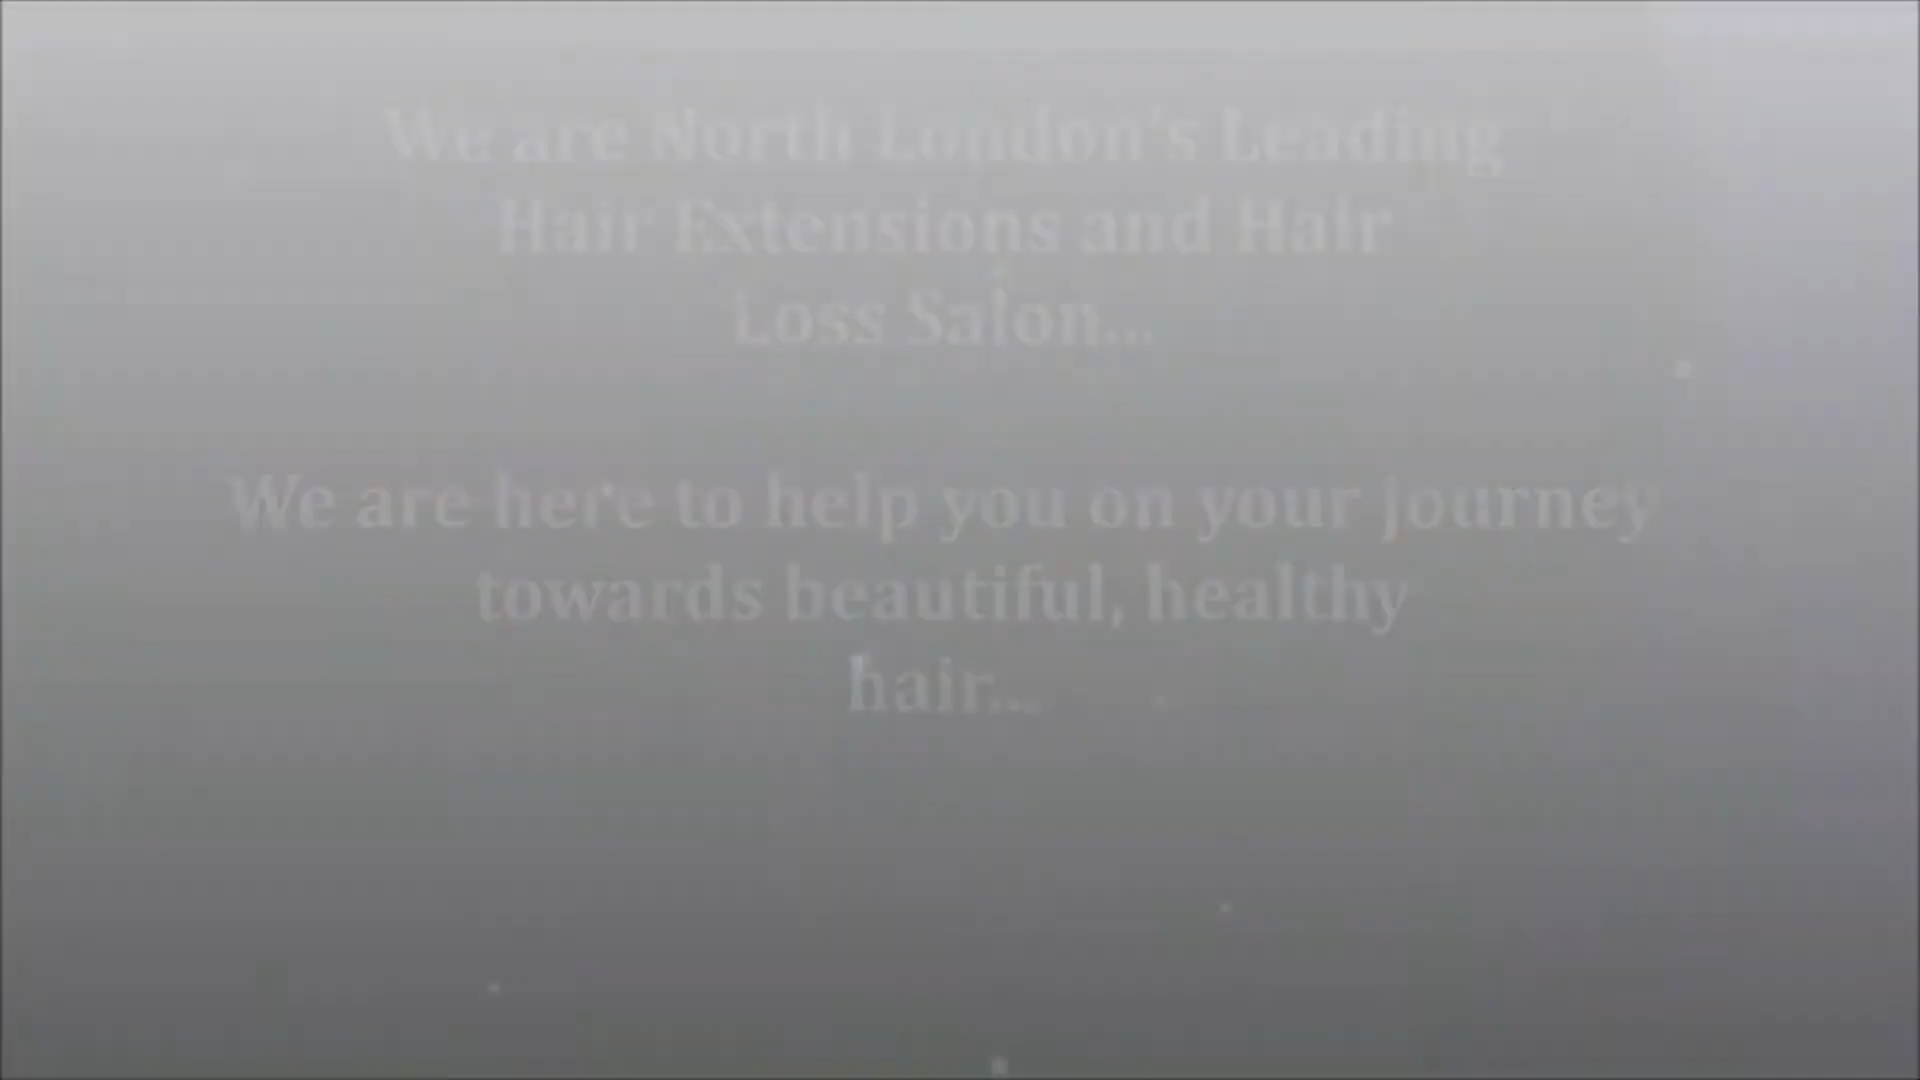 We are North London's Leading
Hair Extensions and Hair
Loss Salon...
We are here to help you on your journey
towards beautiful, healthy
hair...